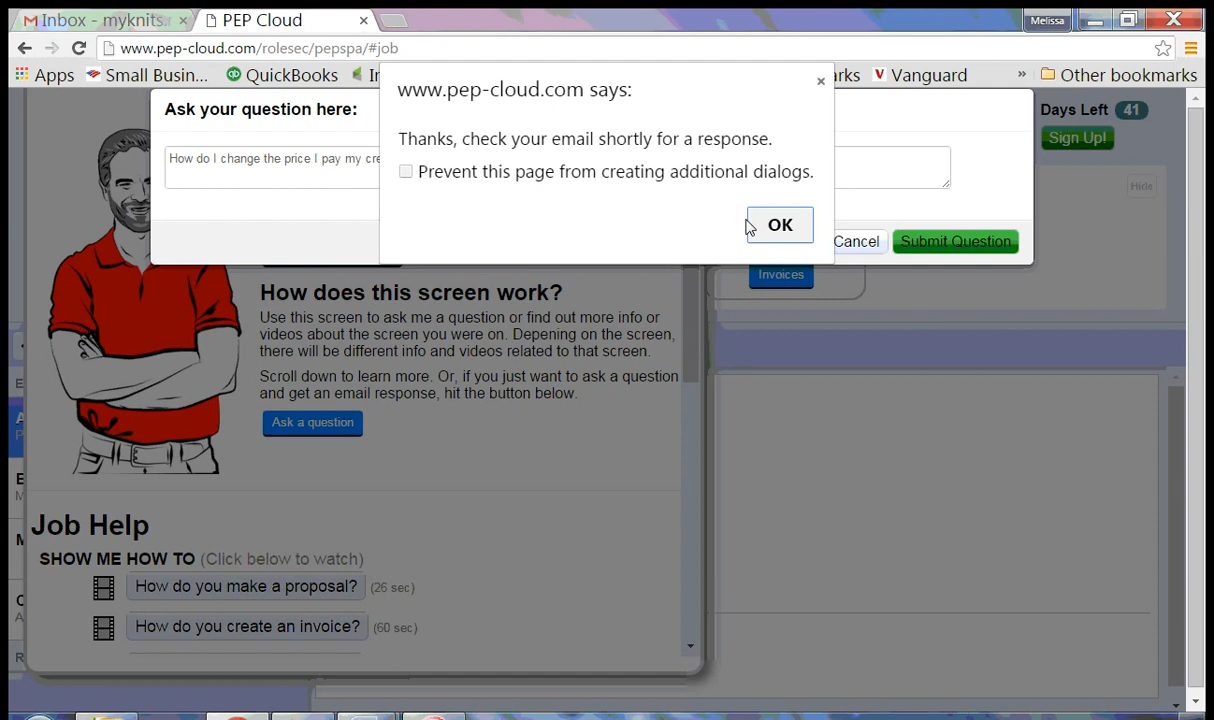 Inbox - myknits.
PEP Cloud
Melissa
www.pep-cloud.com/rolesec/pepspa/#job
Apps
Small Busin...
QuickBooks
Vanguard
»
Other bookmarks
Ask your question here:
How do I change the price I pay my
www.pep-cloud.com says:
Thanks, check your email shortly for a response.
Prevent this page from creating additional dialogs.
OK
Cancel
Submit Question
Days Left 41
Sign Up!
Hide
Invoices
How does this screen work?
Use this screen to ask me a question or find out more info or
videos about the screen you were on. Depening on the screen,
there will be different info and videos related to that screen.
Scroll down to learn more. Or, if you just want to ask a question
and get an email response, hit the button below.
Ask a question
Job Help
SHOW ME HOW TO (Click below to watch)
How do you make a proposal? (26 sec)
How do you create an invoice? (60 sec)